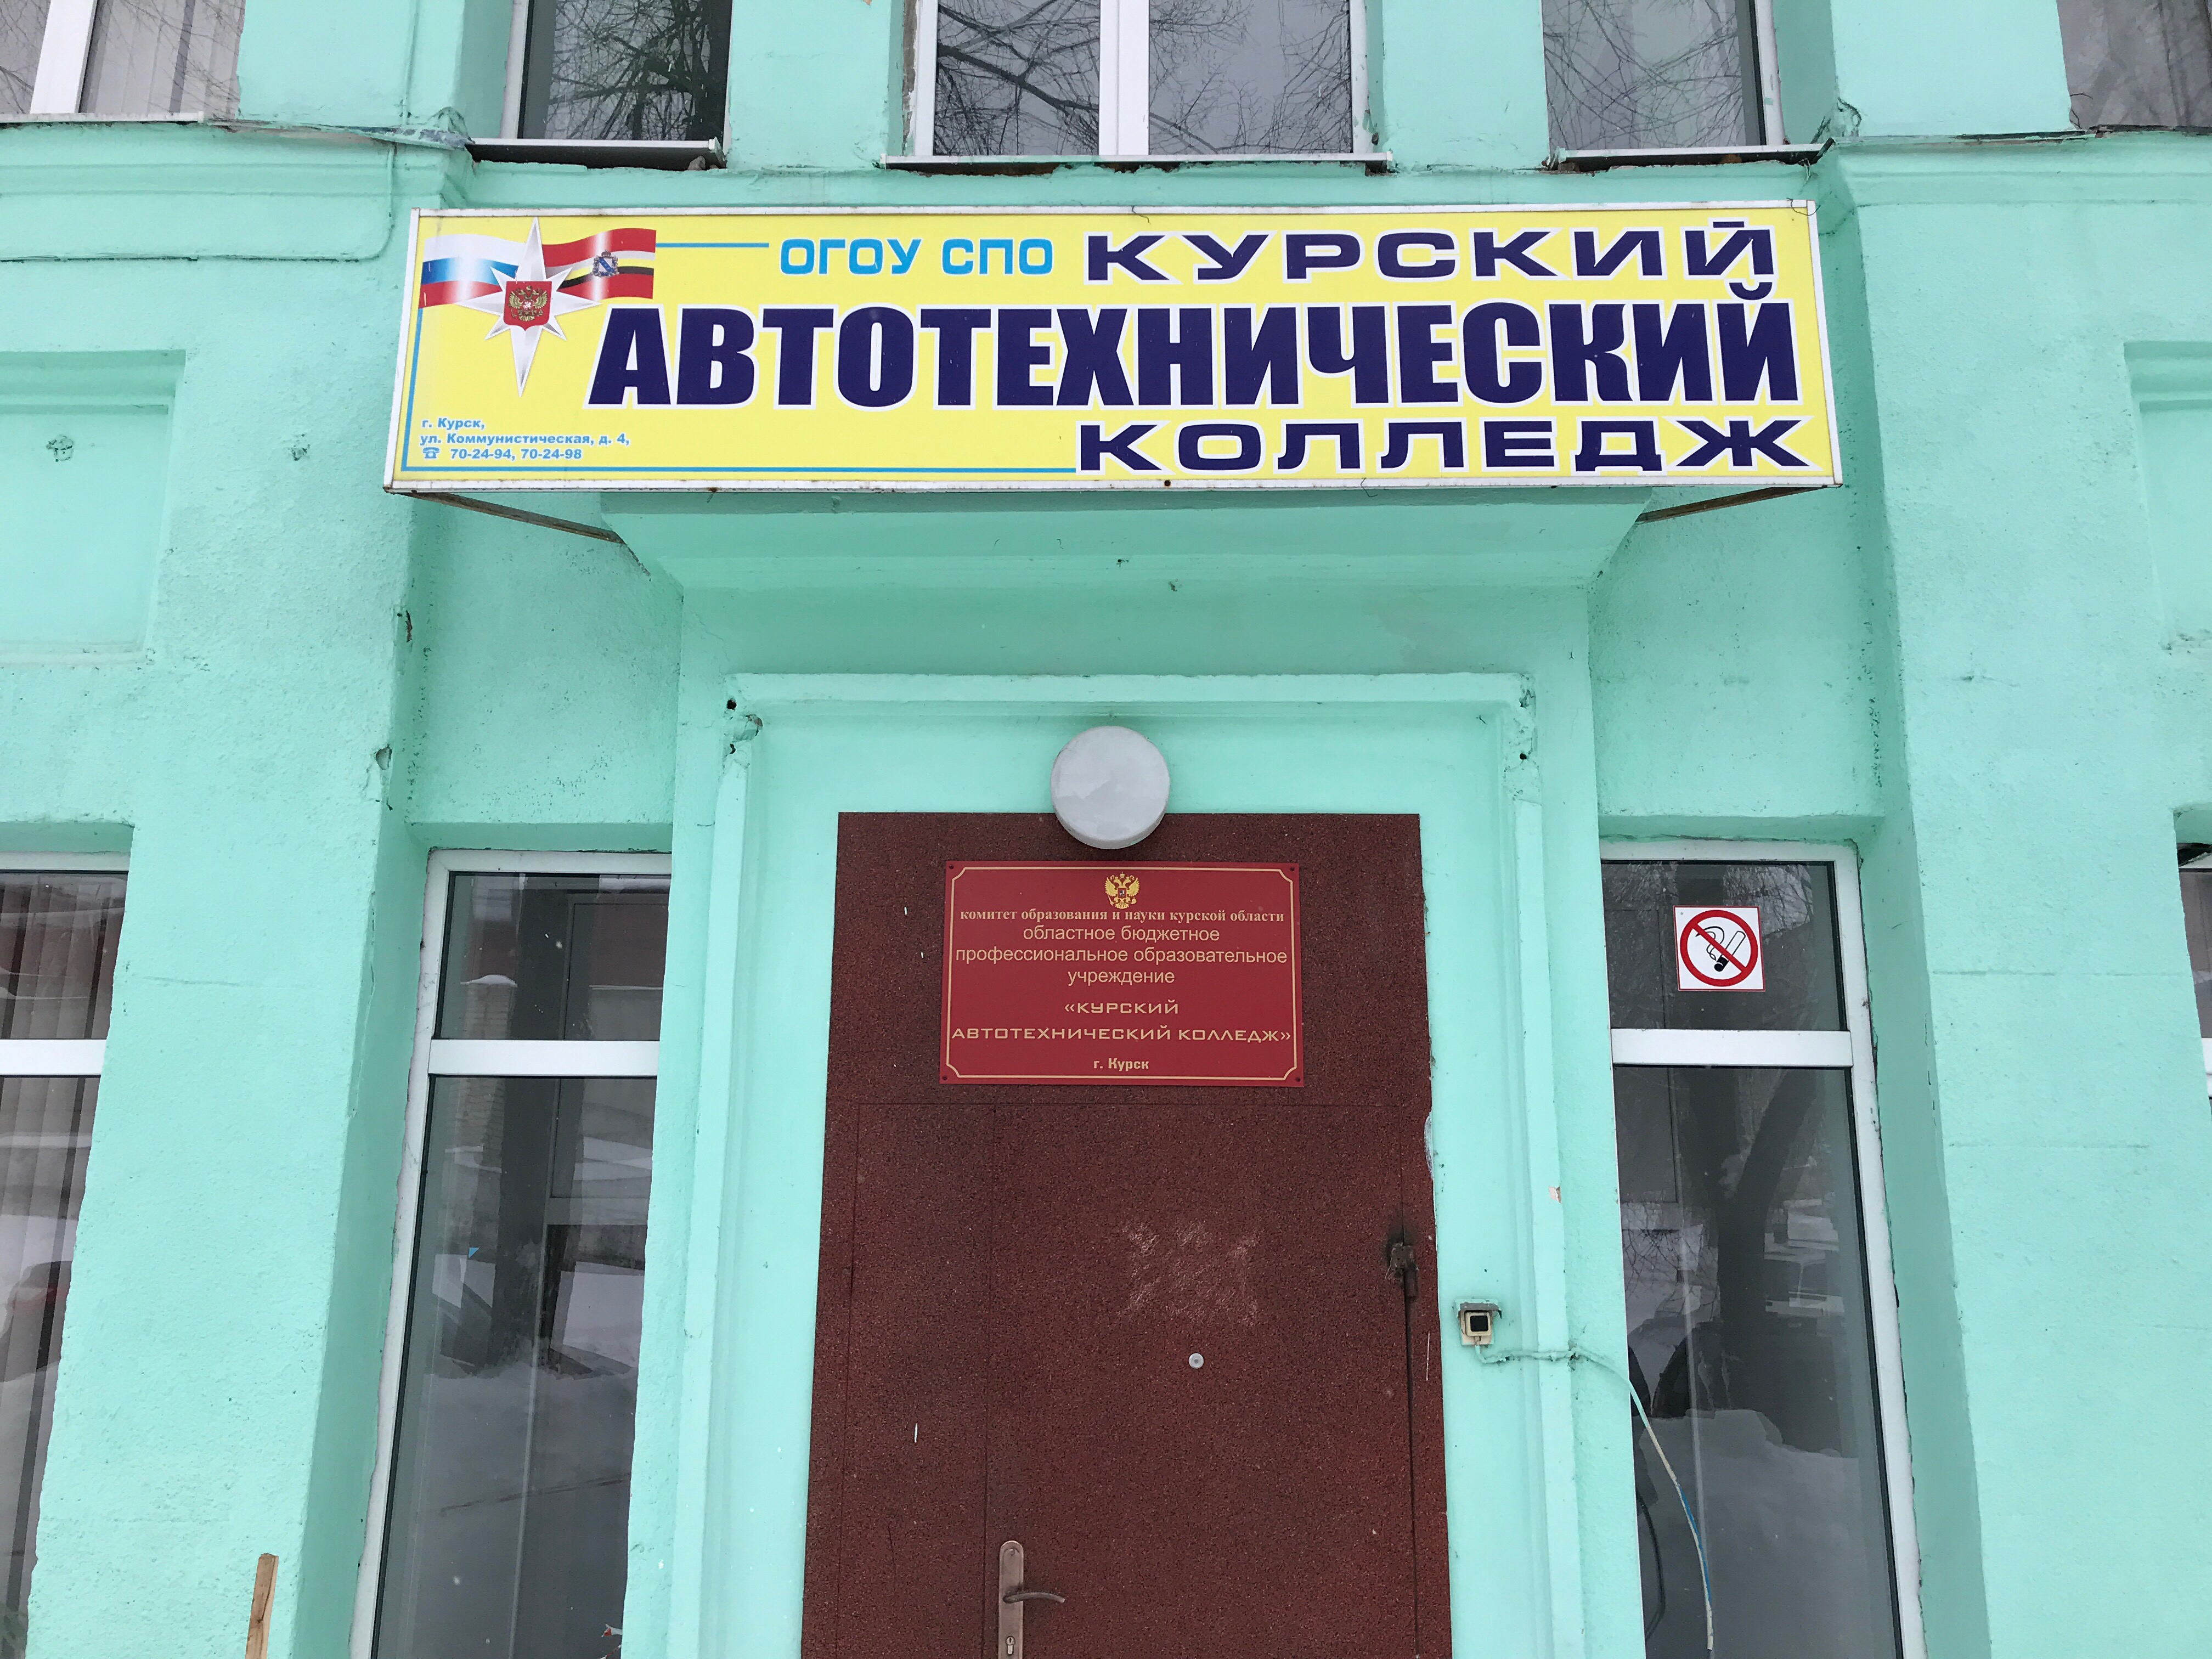 ОГОУ СПО КУРСКИЙ
АВТОТЕХНИЧЕСКИЙ
КОЛЛЕДЖ
г. Курск,
ул. Коммунистическая, д. 4,
☎ 70-24-94, 70-24-98
комитет образования и науки курской области
областное бюджетное
профессиональное образовательное
учреждение
«КУРСКИЙ
АВТОТЕХНИЧЕСКИЙ КОЛЛЕДЖ»
г. Курск